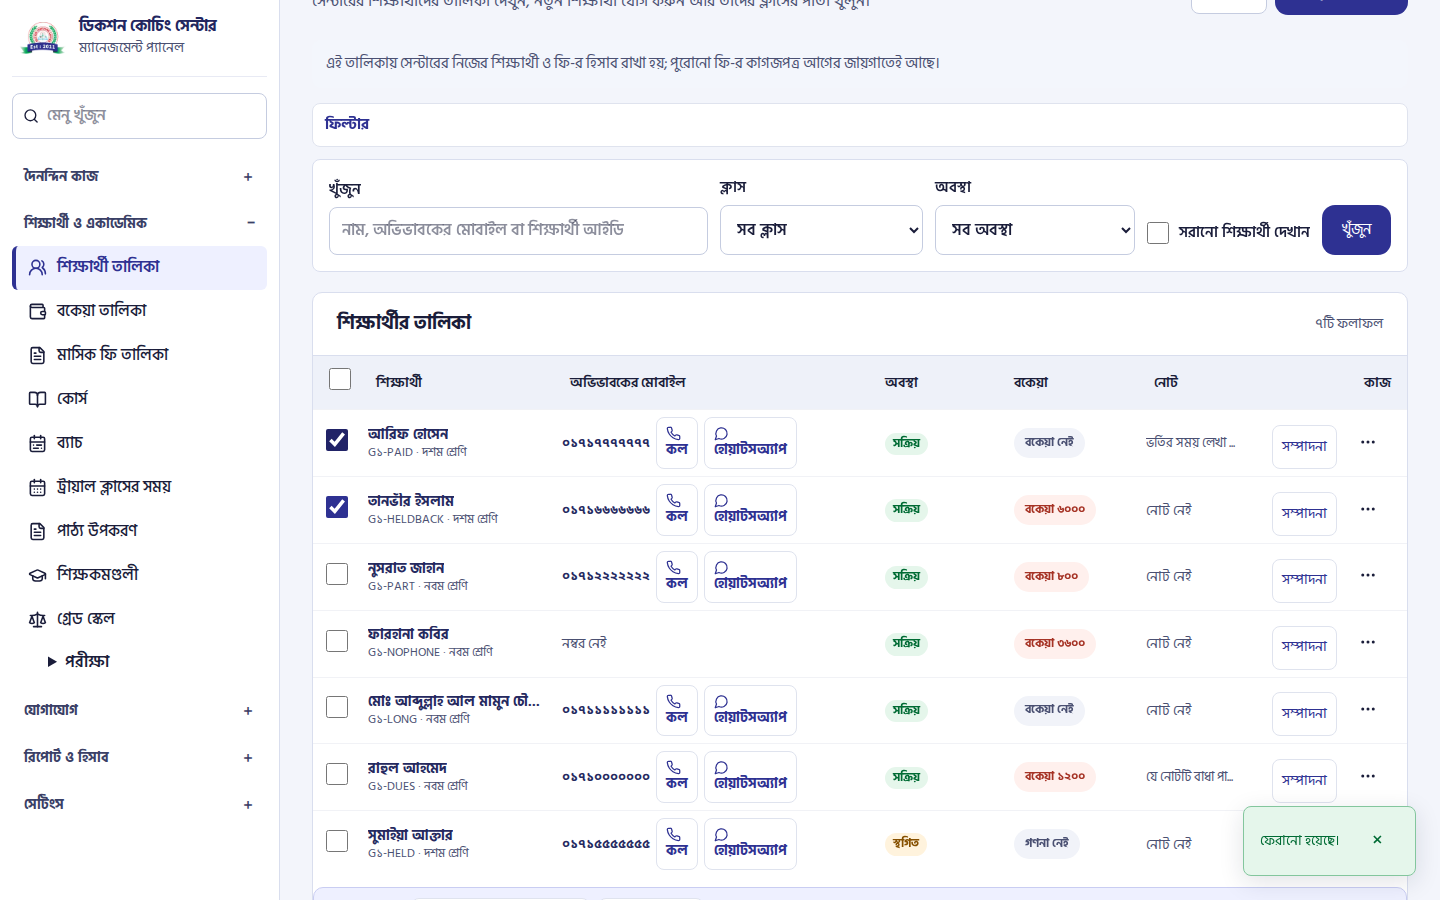 ডিকশন কোচিং সেন্টার
ম্যানেজমেন্ট প্যানেল
Est : 2011
মেনু খুঁজুন
দৈনন্দিন কাজ +
শিক্ষার্থী ও একাডেমিক −
শিক্ষার্থী তালিকা
বকেয়া তালিকা
মাসিক ফি তালিকা
কোর্স
ব্যাচ
ট্রায়াল ক্লাসের সময়
পাঠ্য উপকরণ
শিক্ষকমণ্ডলী
গ্রেড স্কেল
পরীক্ষা
যোগাযোগ +
রিপোর্ট ও হিসাব +
সেটিংস +
সেন্টারের শিক্ষার্থীদের তালিকা দেখুন, নতুন শিক্ষার্থী যোগ করুন আর তাদের ক্লাসের পাতা খুলুন।
এই তালিকায় সেন্টারের নিজের শিক্ষার্থী ও ফি-র হিসাব রাখা হয়; পুরোনো ফি-র কাগজপত্র আগের জায়গাতেই আছে।
ফিল্টার
খুঁজুন ক্লাস অবস্থা
নাম, অভিভাবকের মোবাইল বা শিক্ষার্থী আইডি সব ক্লাস সব অবস্থা সরানো শিক্ষার্থী দেখান খুঁজুন
শিক্ষার্থীর তালিকা ৭টি ফলাফল
শিক্ষার্থী অভিভাবকের মোবাইল অবস্থা বকেয়া নোট কাজ
আরিফ হোসেন ০১৭১৭৭৭৭৭৭৭ কল হোয়াটসঅ্যাপ সক্রিয় বকেয়া নেই ভর্তির সময় লেখা ... সম্পাদনা ...
G১-PAID · দশম শ্রেণি
তানভীর ইসলাম ০১৭১৬৬৬৬৬৬৬ কল হোয়াটসঅ্যাপ সক্রিয় বকেয়া ৬০০০ নোট নেই সম্পাদনা ...
G১-HELDBACK · দশম শ্রেণি
নুসরাত জাহান ০১৭১২২২২২২২ কল হোয়াটসঅ্যাপ সক্রিয় বকেয়া ৮০০ নোট নেই সম্পাদনা ...
G১-PART · নবম শ্রেণি
ফারহানা কবির নম্বর নেই সক্রিয় বকেয়া ৩৬০০ নোট নেই সম্পাদনা ...
G১-NOPHONE · নবম শ্রেণি
মোঃ আব্দুল্লাহ আল মামুন চৌ... ০১৭১১১১১১১১ কল হোয়াটসঅ্যাপ সক্রিয় বকেয়া নেই নোট নেই সম্পাদনা ...
G১-LONG · নবম শ্রেণি
রাহুল আহমেদ ০১৭১০০০০০০০ কল হোয়াটসঅ্যাপ সক্রিয় বকেয়া ১২০০ যে নোটটি বাধা পা... সম্পাদনা ...
G১-DUES · নবম শ্রেণি
সুমাইয়া আক্তার ০১৭১৫৫৫৫৫৫৫ কল হোয়াটসঅ্যাপ স্থগিত গণনা নেই নোট নেই
G১-HELD · দশম শ্রেণি
ফেরানো হয়েছে। ×